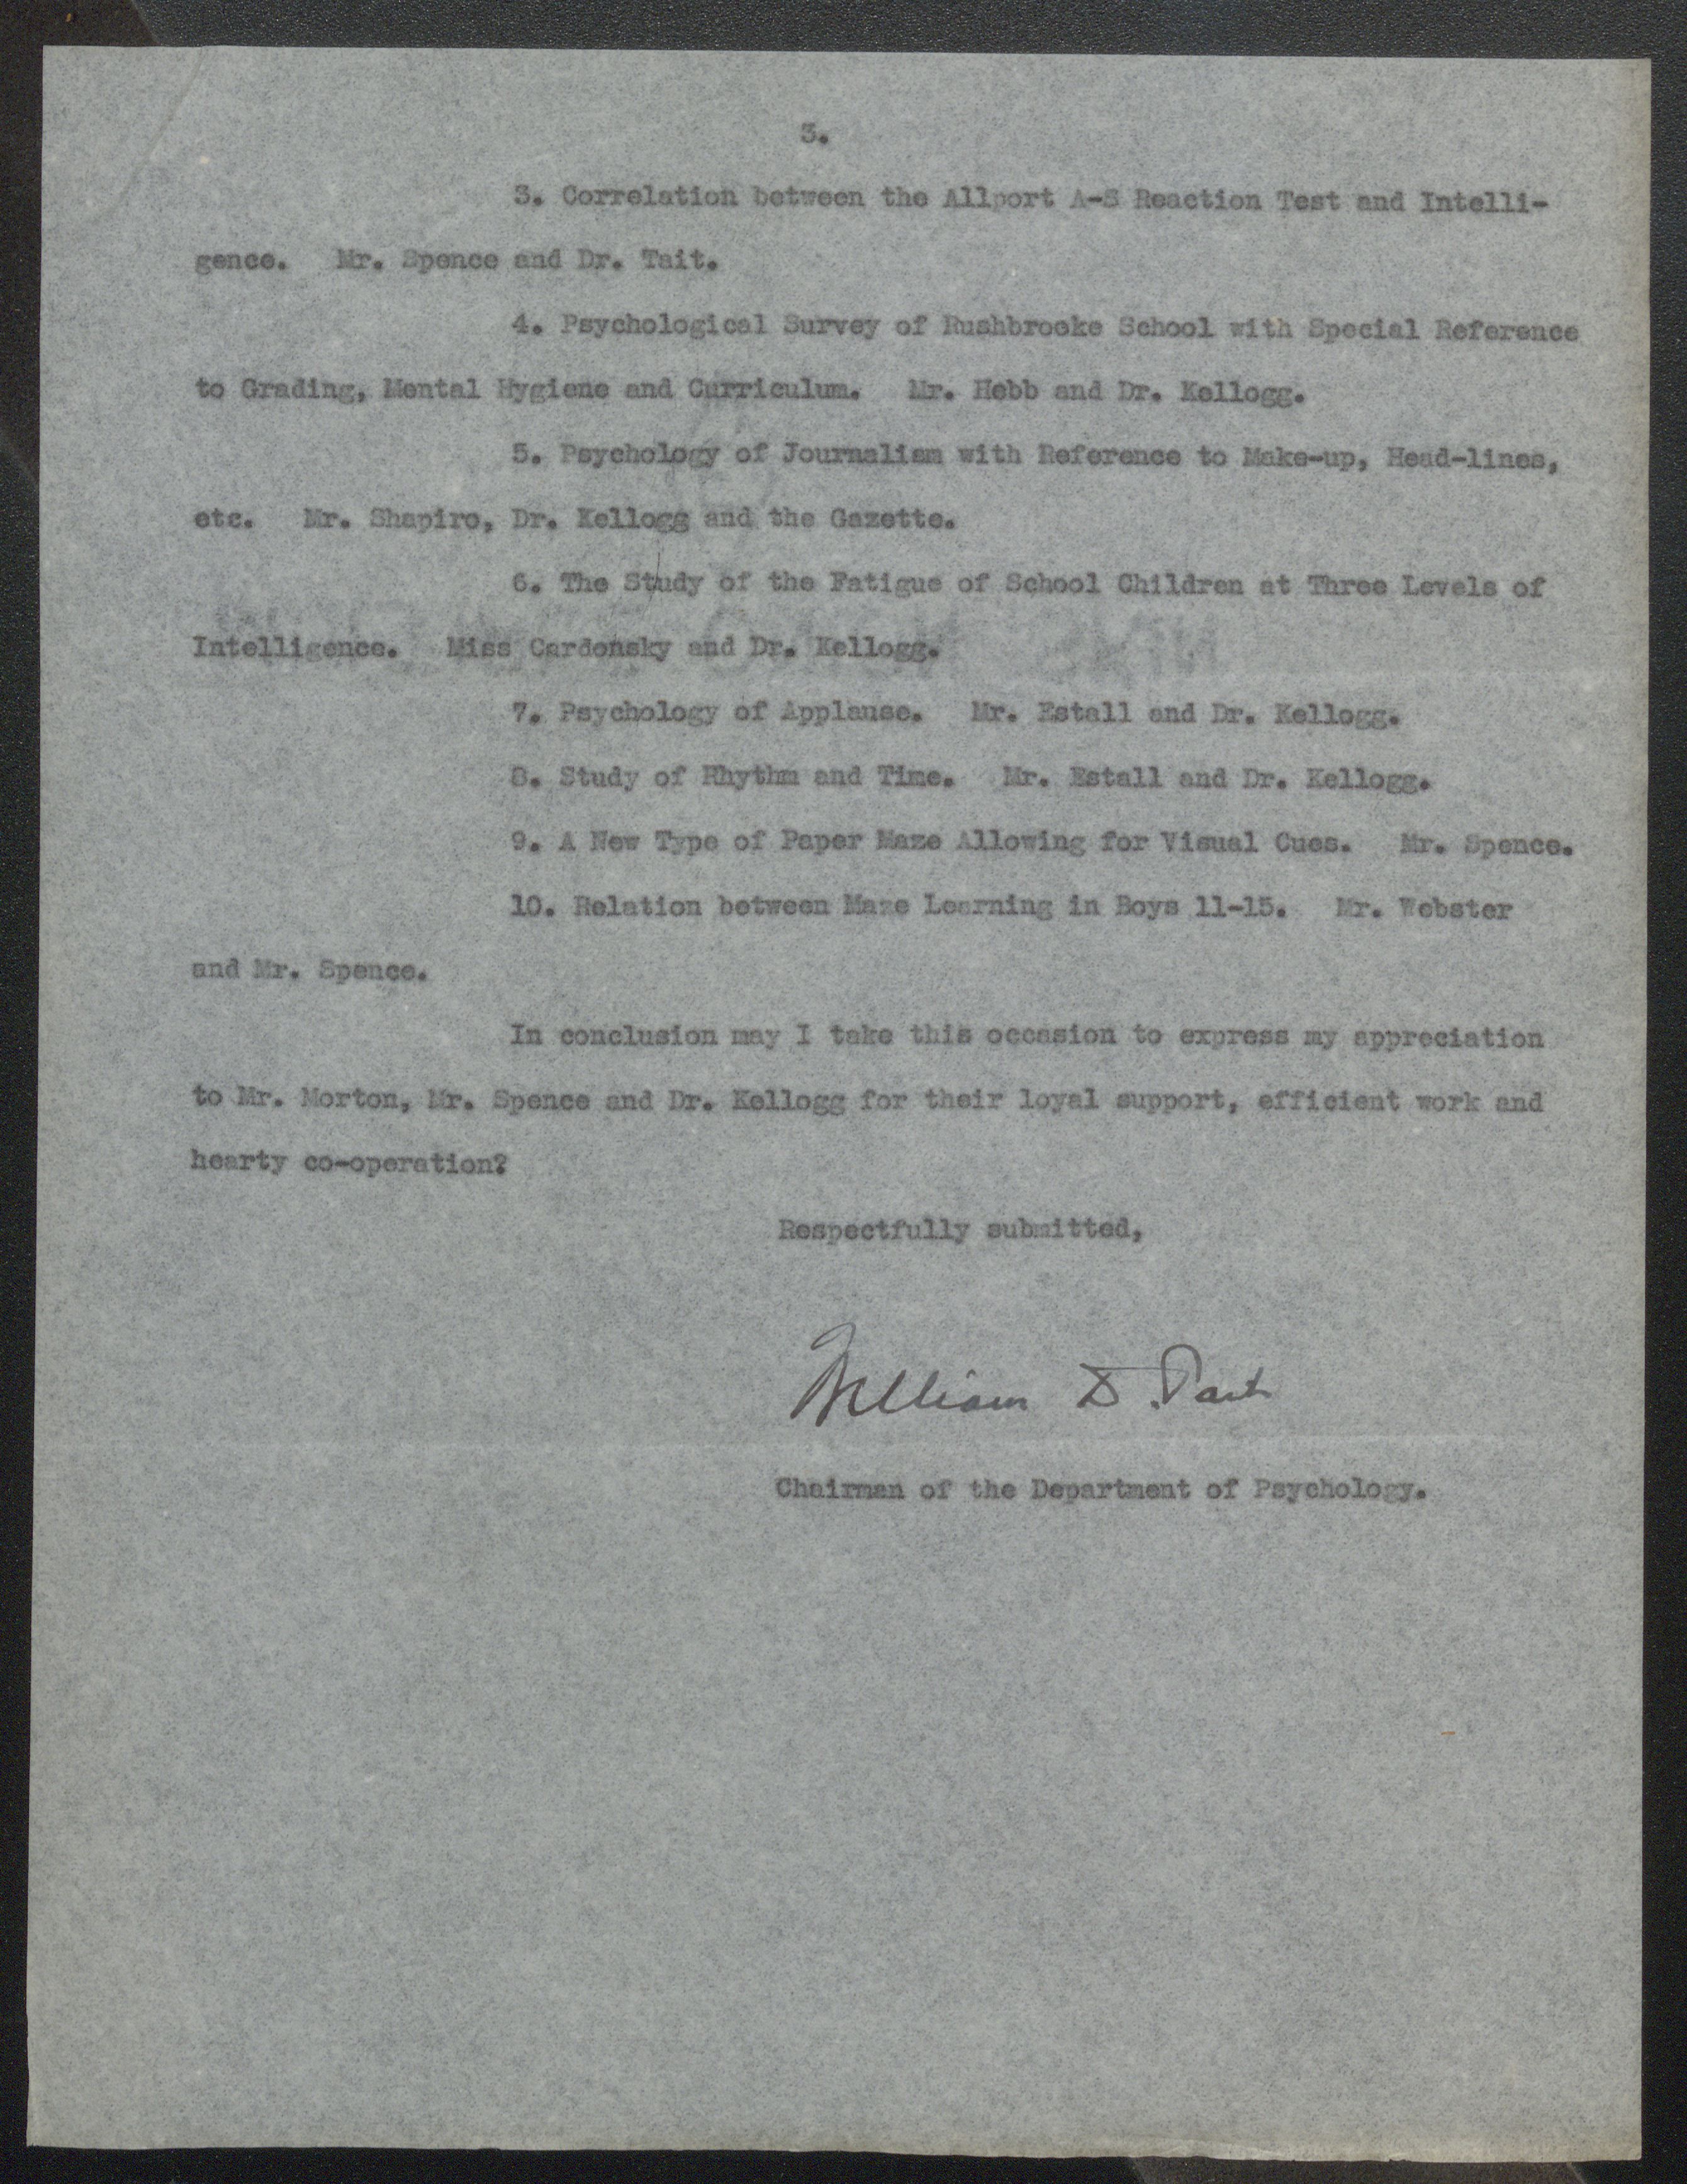 3.
3. Correlation between the Allport A-S Reaction Test and Intelli-
gence. Mr. Spence and Dr. Tait.
4. Psychological Survey of Rushbrooke School with Special Reference
to Grading, Mental Hygiene and Curriculum. Mr. Hebb and Dr. Kellogg.
5. Psychology of Journalism with Reference to Make-up, Head-lines,
etc. Mr. Shapiro, Dr. Kellogg and the Gazette.
6. The Study of the Fatigue of School Children at Three Levels of
Intelligence. Miss Cardonsky and Dr. Kellogg.
7. Psychology of Applause. Mr. Estall and Dr. Kellogg.
8. Study of Rhythm and Time. Mr. Estall and Dr. Kellogg.
9. A New Type of Paper Maze Allowing for Visual Cues. Mr. Spence.
10. Relation between Maze Learning in Boys 11-15. Mr. Webster
and Mr. Spence.
In conclusion may I take this occasion to express my appreciation
to Mr. Morton, Mr. Spence and Dr. Kellogg for their loyal support, efficient work and
hearty co-operation?
Respectfully submitted,
William D. Tait
Chairman of the Department of Psychology.